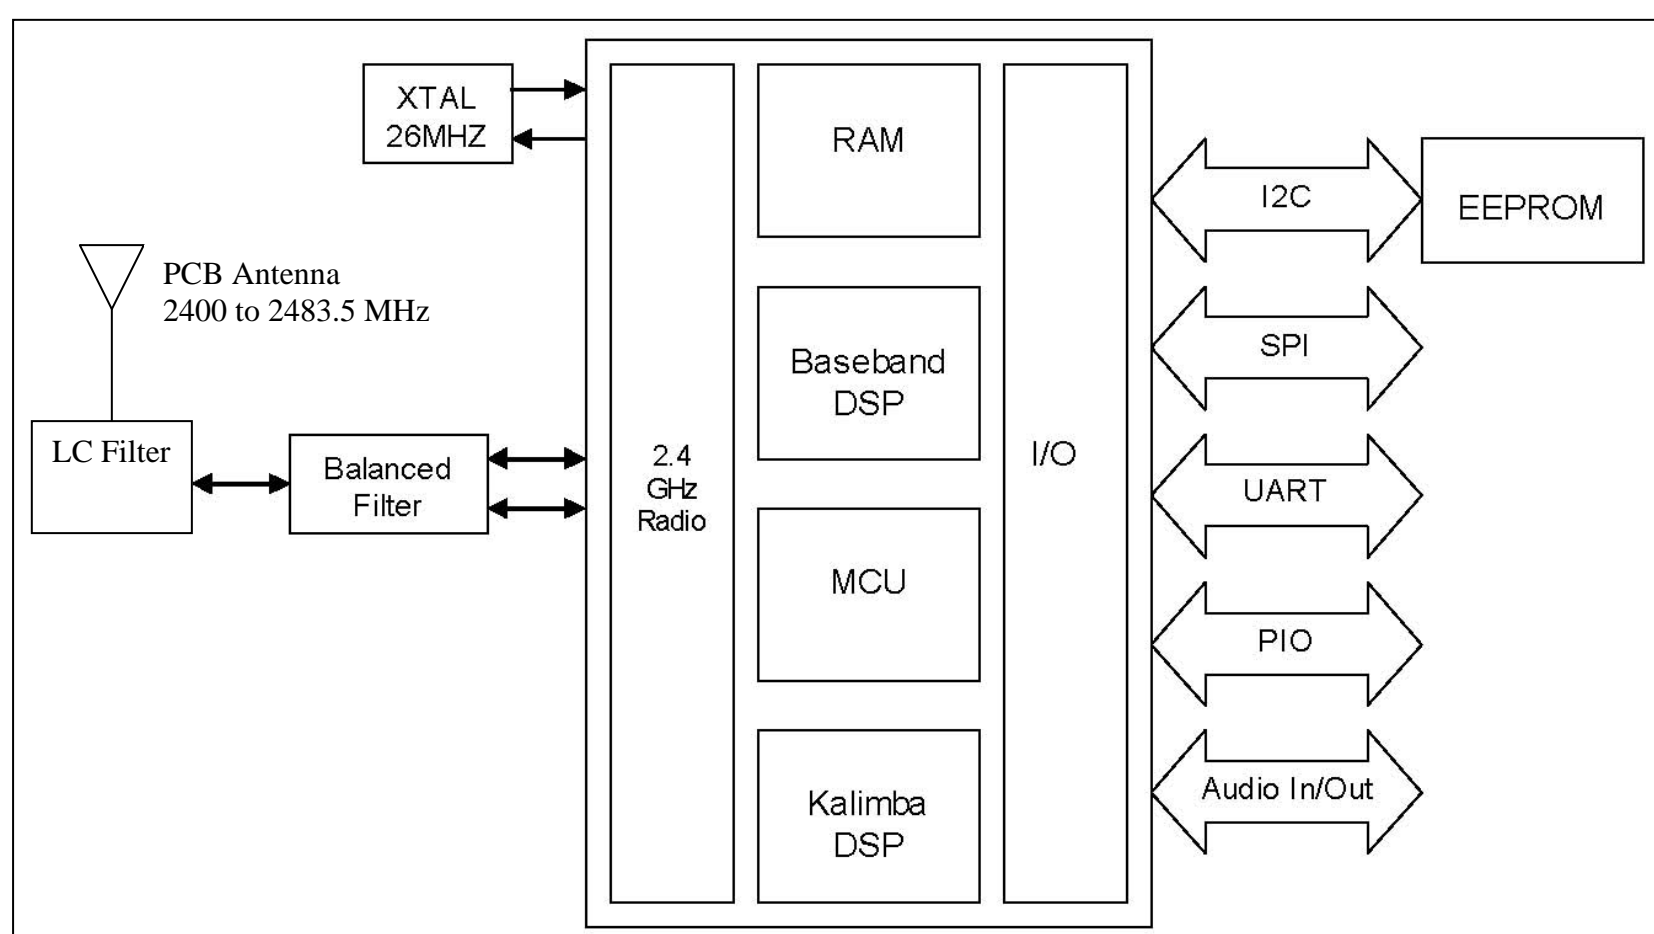 XTAL
26MHZ
PCB Antenna
2400 to 2483.5 MHz
LC Filter
Balanced
Filter
2.4
GHz
Radio
RAM
Baseband
DSP
MCU
Kalimba
DSP
I/O
I2C
EEPROM
SPI
UART
PIO
Audio In/Out